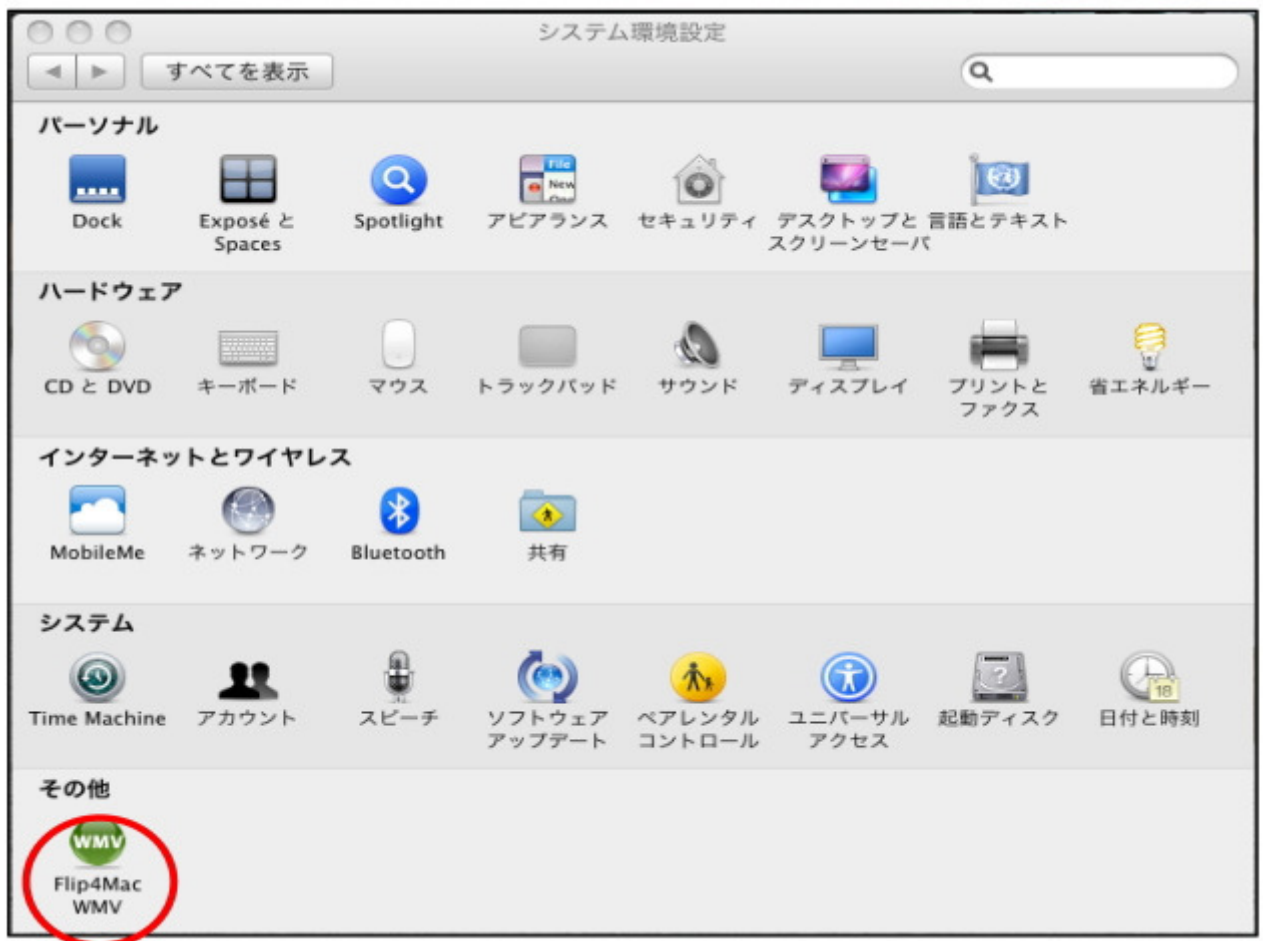 システム環境設定
すべてを表示
パーソナル
Dock
Exposé と
Spaces
Spotlight
File
New
アピアランス
セキュリティ
デスクトップと
スクリーンセーバ
言語とテキスト
ハードウェア
CD と DVD
キーボード
マウス
トラックパッド
サウンド
ディスプレイ
プリントと
ファクス
省エネルギー
インターネットとワイヤレス
MobileMe
ネットワーク
Bluetooth
共有
システム
Time Machine
アカウント
スピーチ
ソフトウェア
アップデート
ペアレンタル
コントロール
ユニバーサル
アクセス
?
起動ディスク
18
日付と時刻
その他
WMV
Flip4Mac
WMV